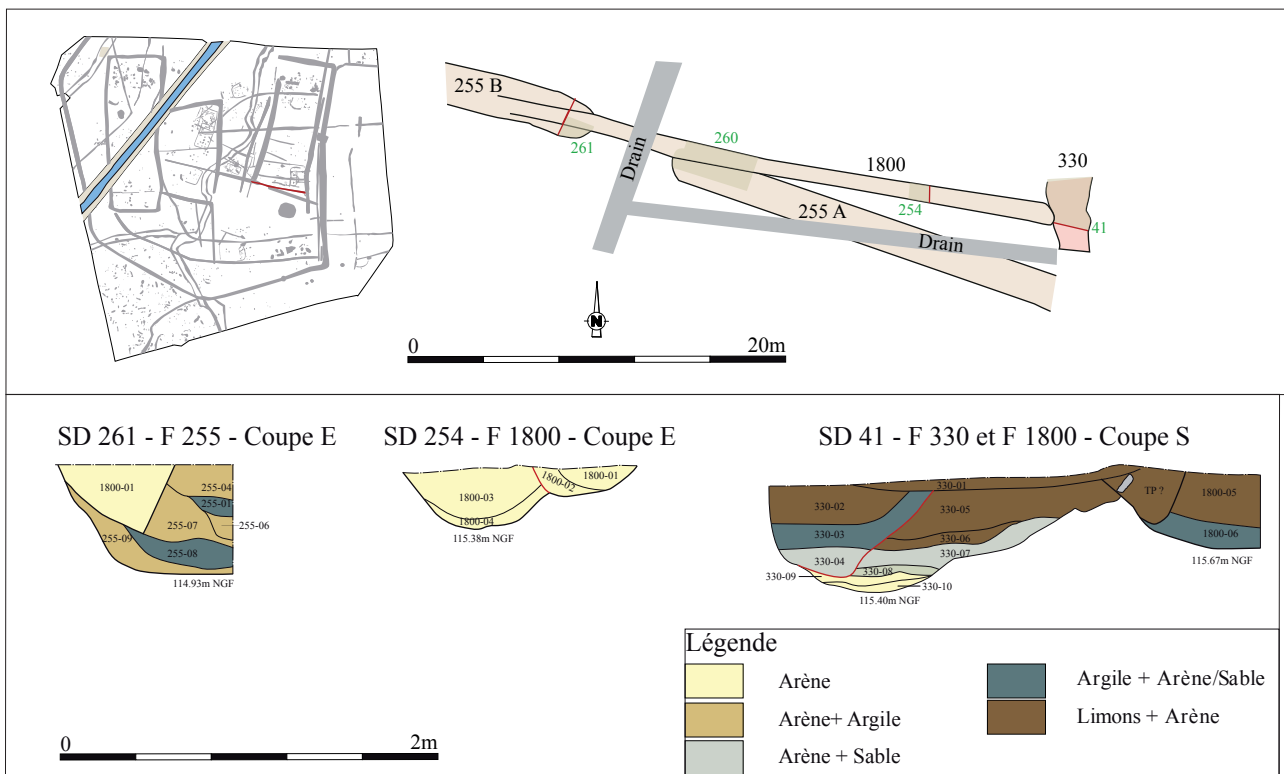 255 B
261
Drain
260
1800
254
255 A
Drain
330
41
N
0
20m
SD 261 - F 255 - Coupe E
1800-01
255-04
255-01
255-06
255-07
255-09
255-08
114.93m NGF
SD 254 - F 1800 - Coupe E
1800-03
1800-02
1800-01
1800-04
115.38m NGF
SD 41 - F 330 et F 1800 - Coupe S
330-01
330-02
330-05
TP ?
1800-05
330-03
330-06
330-07
1800-06
330-04
330-08
330-09
330-10
115.40m NGF
115.67m NGF
0
2m
Légende
Arène
Arène+ Argile
Arène + Sable
Argile + Arène/Sable
Limons + Arène